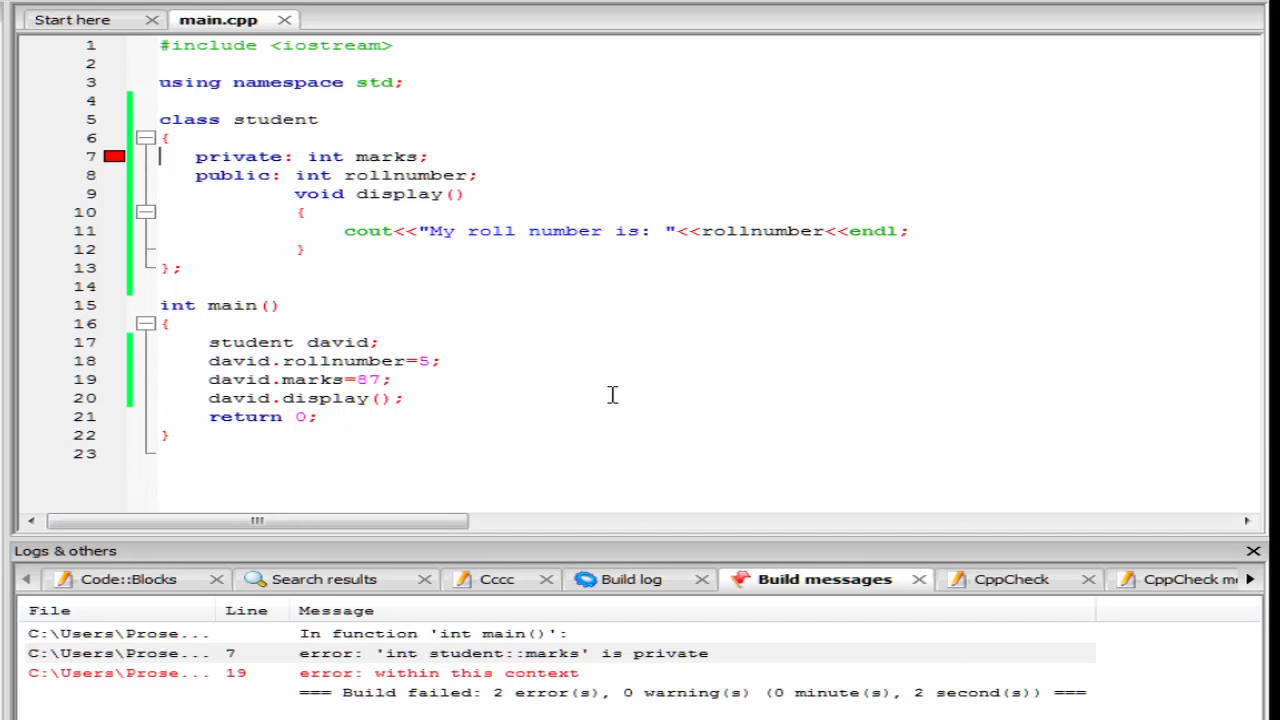 Start here main.cpp
1 #include <iostream>
2
3 using namespace std;
4
5 class student
6 {
7 private: int marks;
8 public: int rollnumber;
9 void display()
10 {
11 cout<<"My roll number is: "<<rollnumber<<endl;
12 }
13 };
14
15 int main()
16 {
17 student david;
18 david.rollnumber=5;
19 david.marks=87;
20 david.display();
21 return 0;
22 }
23
Logs & others
Code::Blocks Search results Cccc Build log Build messages CppCheck CppCheck me
File Line Message
C:\Users\Prose... In function 'int main()':
C:\Users\Prose... 7 error: 'int student::marks' is private
C:\Users\Prose... 19 error: within this context
=== Build failed: 2 error(s), 0 warning(s) (0 minute(s), 2 second(s)) ===